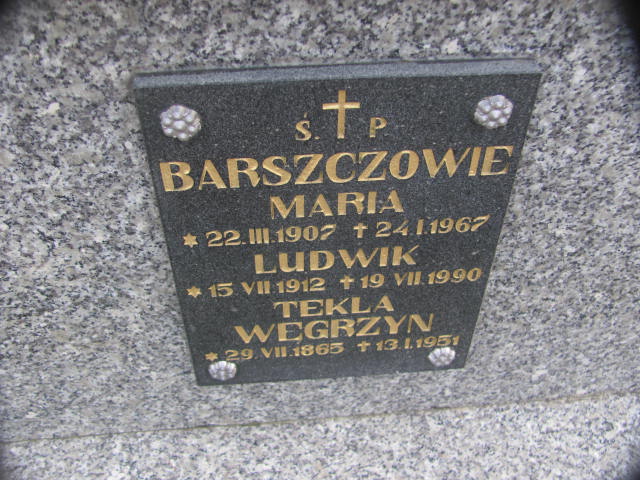 Ś. P
BARSZCZOWIE
MARIA
* 22.III.1907 † 24.I.1967
LUDWIK
* 15 VII 1912 † 19 VII.1990
TEKLA
WĘGRZYN
* 29.VII.1865 † 13.I.1951